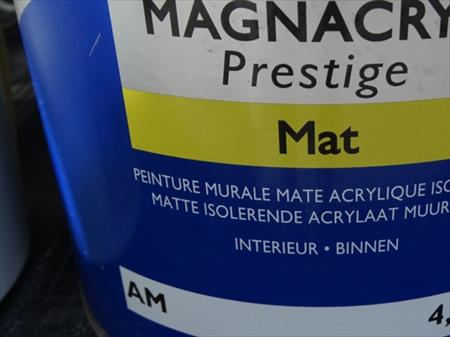 MAGNACRY
Prestige
Mat
PEINTURE MURALE MATE ACRYLIQUE ISO
MATTE ISOLERENDE ACRYLAAT MUUR
INTERIEUR • BINNEN
AM
4,